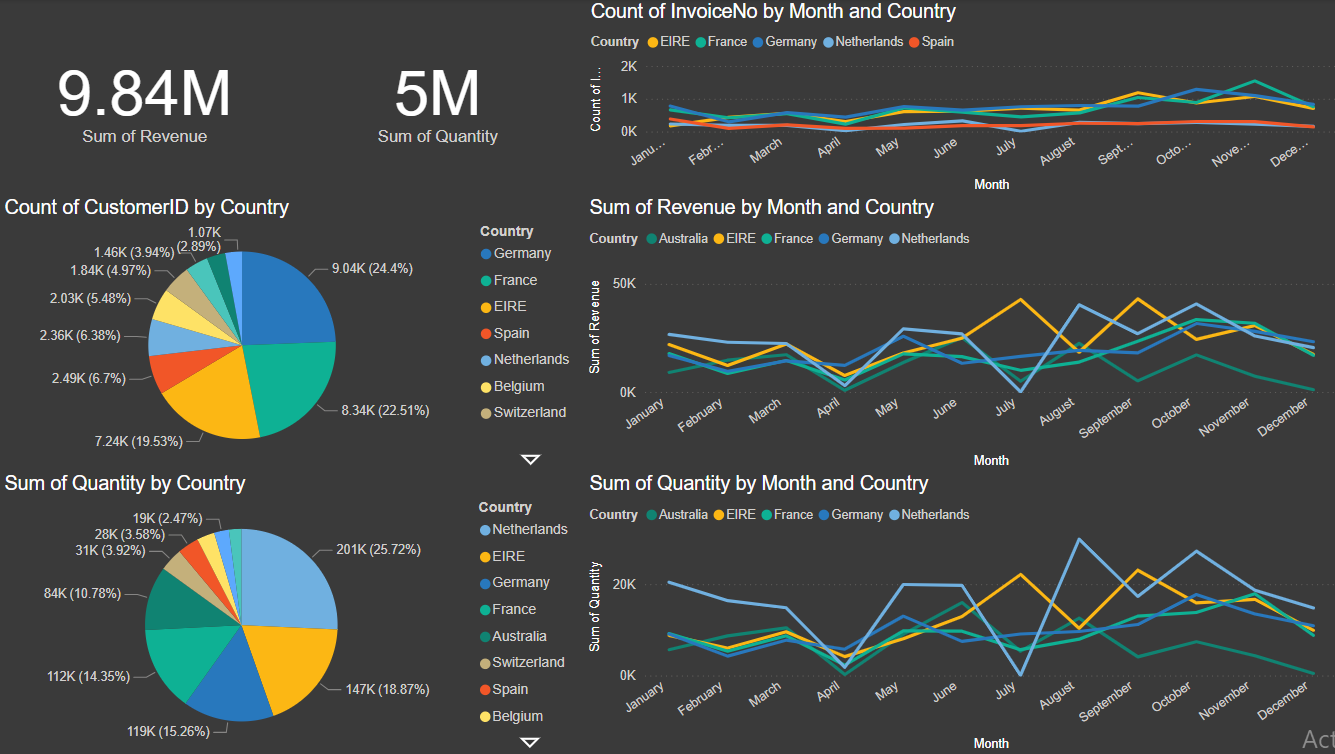 9.84M
Sum of Revenue
5M
Sum of Quantity
Count of InvoiceNo by Month and Country
Country EIRE France Germany Netherlands Spain
Count of I...
2K
1K
0K
Janu... Febr... March April May June July August Sept... Octo... Nove... Dece...
Month
Count of CustomerID by Country
1.07K
(2.89%)
1.46K (3.94%)
1.84K (4.97%)
2.03K (5.48%)
2.36K (6.38%)
2.49K (6.7%)
7.24K (19.53%)
9.04K (24.4%)
8.34K (22.51%)
Country
Germany
France
EIRE
Spain
Netherlands
Belgium
Switzerland
Sum of Revenue by Month and Country
Country Australia EIRE France Germany Netherlands
Sum of Revenue
50K
0K
January February March April May June July August September October November December
Month
Sum of Quantity by Country
19K (2.47%)
28K (3.58%)
31K (3.92%)
84K (10.78%)
112K (14.35%)
119K (15.26%)
201K (25.72%)
147K (18.87%)
Country
Netherlands
EIRE
Germany
France
Australia
Switzerland
Spain
Belgium
Sum of Quantity by Month and Country
Country Australia EIRE France Germany Netherlands
Sum of Quantity
20K
0K
January February March April May June July August September October November December
Month
Act